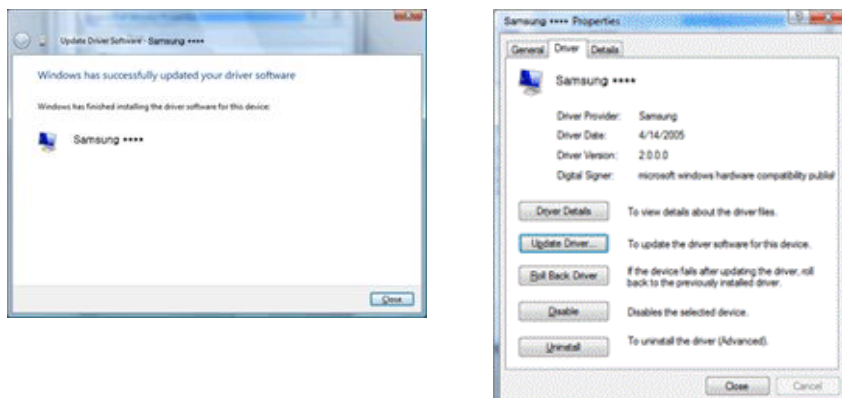 Update Driver Software - Samsung ****
Windows has successfully updated your driver software
Windows has finished installing the driver software for this device:
Samsung ****
Close
Samsung **** Properties
General Driver Details
Samsung ****
Driver Provider: Samsung
Driver Date: 4/14/2005
Driver Version: 2.0.0.0
Digital Signer: microsoft windows hardware compatibility publisl
Driver Details To view details about the driver files.
Update Driver... To update the driver software for this device.
Roll Back Driver If the device fails after updating the driver, roll
back to the previously installed driver.
Disable Disables the selected device.
Uninstall To uninstall the driver (Advanced).
Close Cancel